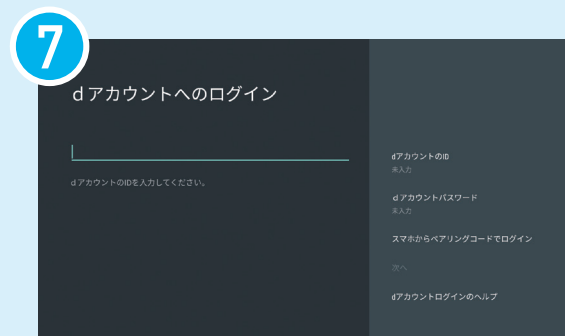 7
dアカウントへのログイン
dアカウントのIDを入力してください。
dアカウントのID
未入力
dアカウントパスワード
未入力
スマホからペアリングコードでログイン
次へ
dアカウントログインのヘルプ